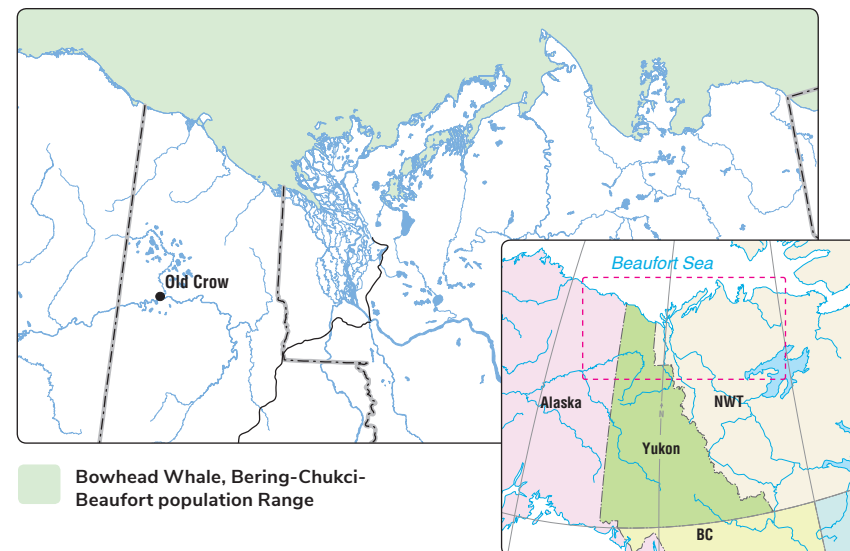 Old Crow
Beaufort Sea
Alaska
NWT
Yukon
BC
Bowhead Whale, Bering-Chukci-
Beaufort population Range